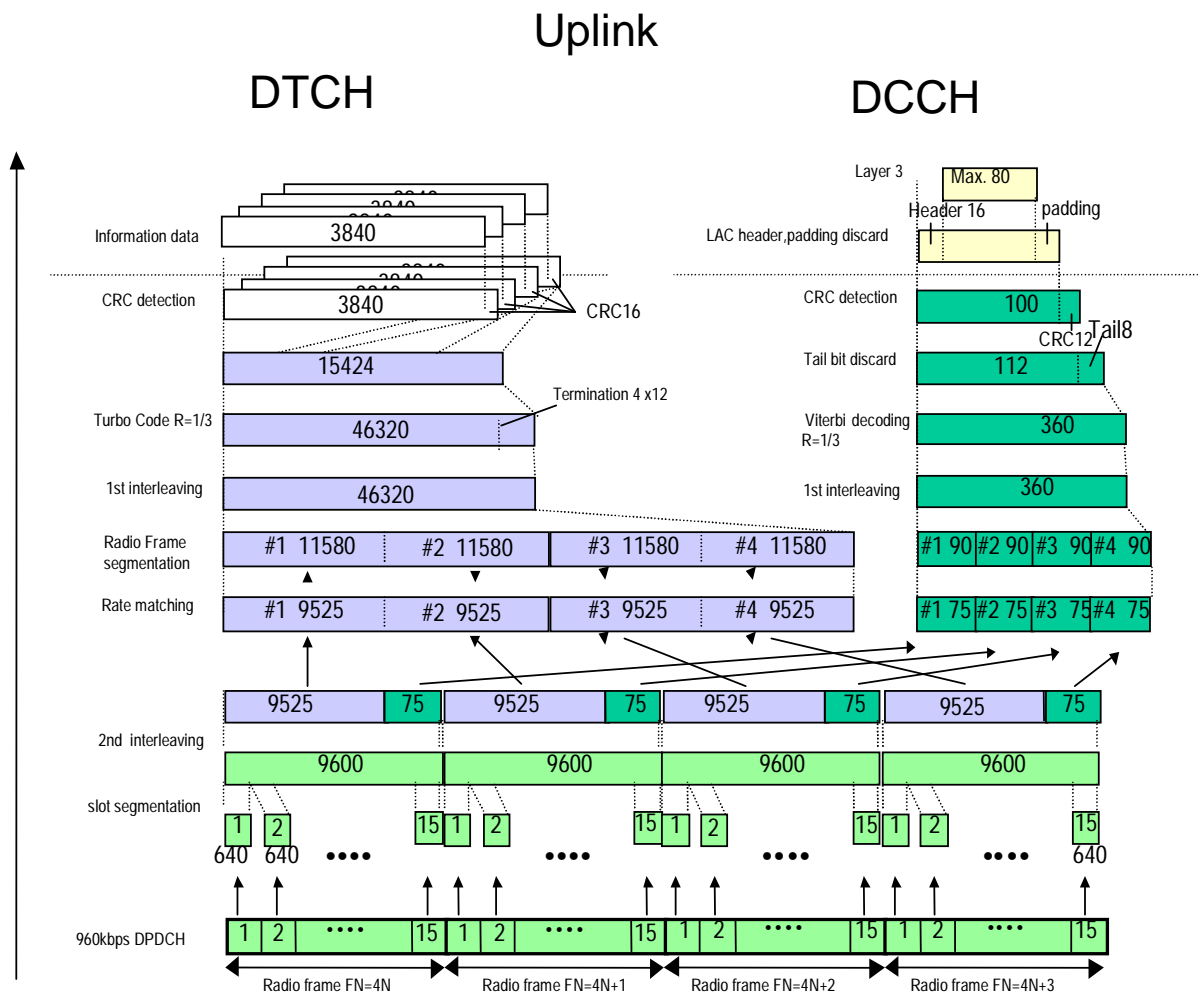 Uplink
DTCH
DCCH
Layer 3
Max. 80
Header 16
padding
LAC header,padding discard
Information data
3840
CRC detection
3840
CRC16
CRC detection
100
CRC12
Tail8
15424
Tail bit discard
112
Termination 4 x12
Turbo Code R=1/3
46320
Viterbi decoding
R=1/3
360
1st interleaving
46320
1st interleaving
360
Radio Frame
segmentation
#1 11580 #2 11580 #3 11580 #4 11580
#1 90 #2 90 #3 90 #4 90
Rate matching
#1 9525 #2 9525 #3 9525 #4 9525
#1 75 #2 75 #3 75 #4 75
9525 75 9525 75 9525 75 9525 75
2nd interleaving
9600 9600 9600 9600
slot segmentation
1 2 15 1 2 15 1 2 15 1 2 15
640 640 •••• •••• •••• •••• 640
960kbps DPDCH
1 2 •••• 15 1 2 •••• 15 1 2 •••• 15 1 2 •••• 15
Radio frame FN=4N Radio frame FN=4N+1 Radio frame FN=4N+2 Radio frame FN=4N+3